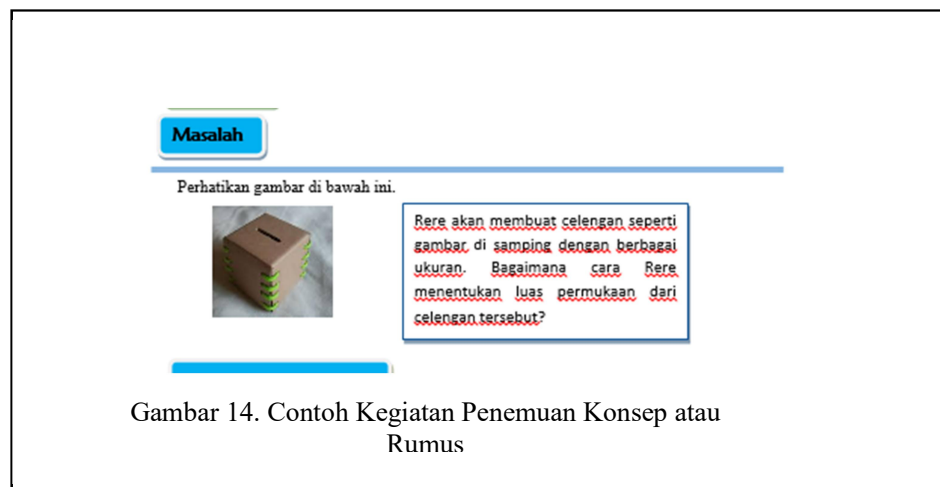 Masalah
Perhatikan gambar di bawah ini.
Rere akan membuat celengan seperti
gambar di samping dengan berbagai
ukuran. Bagaimana cara Rere
menentukan luas permukaan dari
celengan tersebut?
Gambar 14. Contoh Kegiatan Penemuan Konsep atau
Rumus